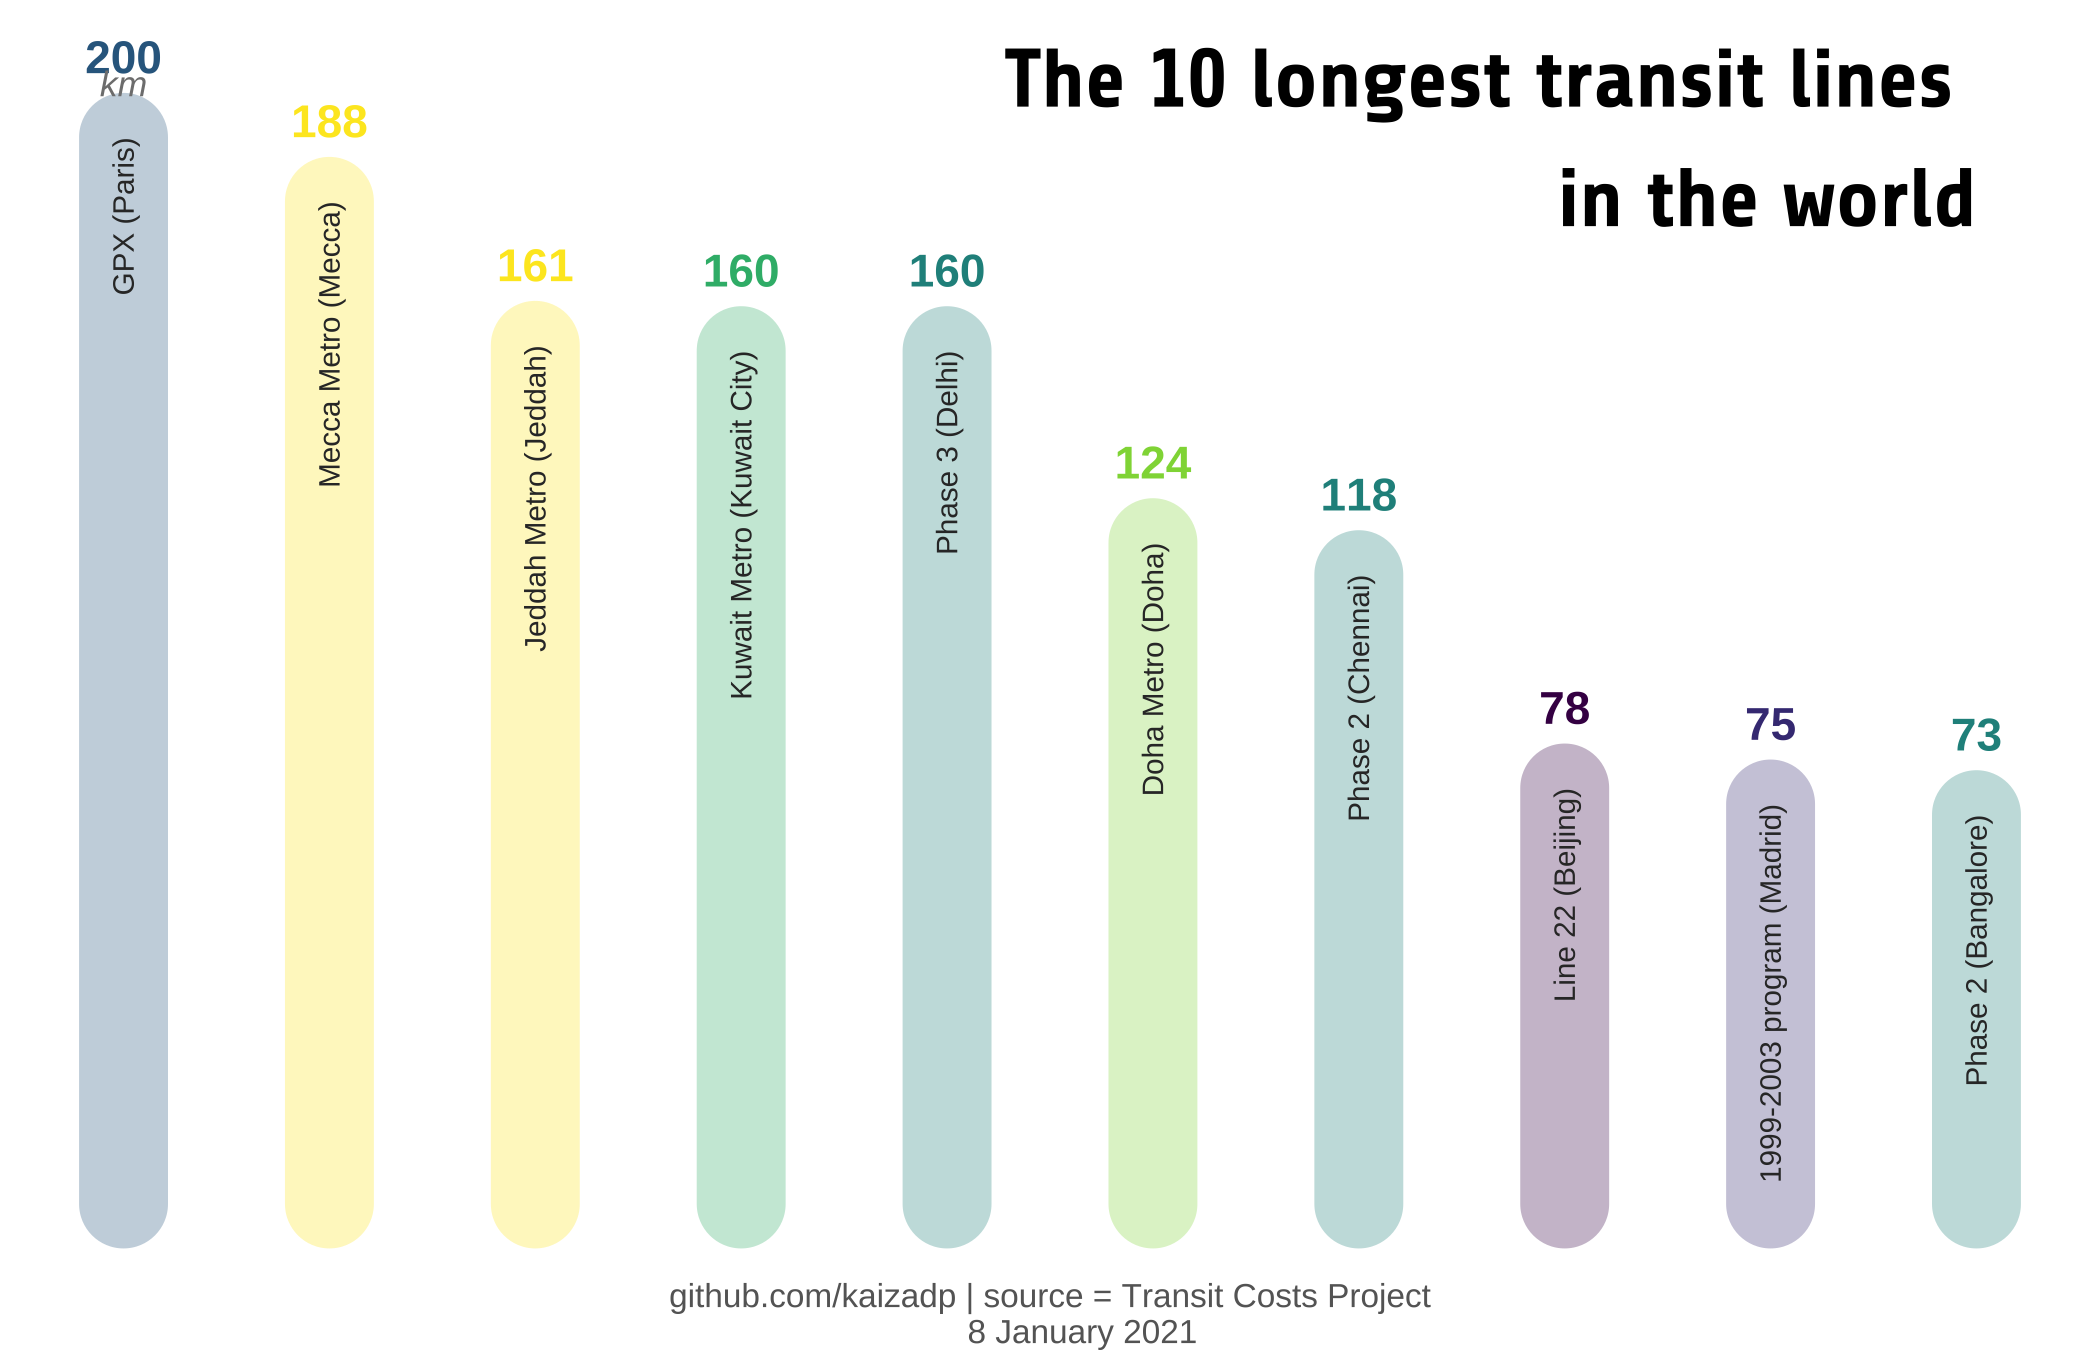 The 10 longest transit lines
in the world
200
km
GPX (Paris)
188
Mecca Metro (Mecca)
161
Jeddah Metro (Jeddah)
160
Kuwait Metro (Kuwait City)
160
Phase 3 (Delhi)
124
Doha Metro (Doha)
118
Phase 2 (Chennai)
78
Line 22 (Beijing)
75
1999-2003 program (Madrid)
73
Phase 2 (Bangalore)
github.com/kaizadp | source = Transit Costs Project
8 January 2021